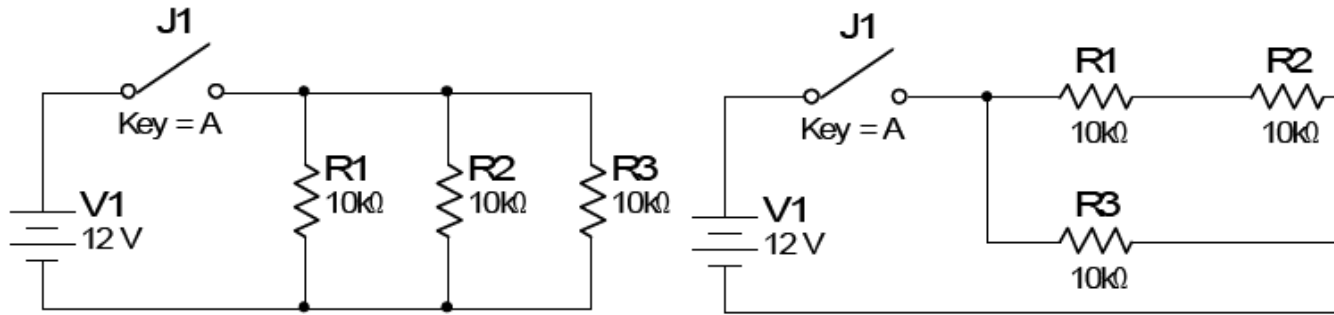 J1
Key = A
R1
10kΩ
R2
10kΩ
R3
10kΩ
V1
12 V
J1
Key = A
R1
10kΩ
R2
10kΩ
R3
10kΩ
V1
12 V